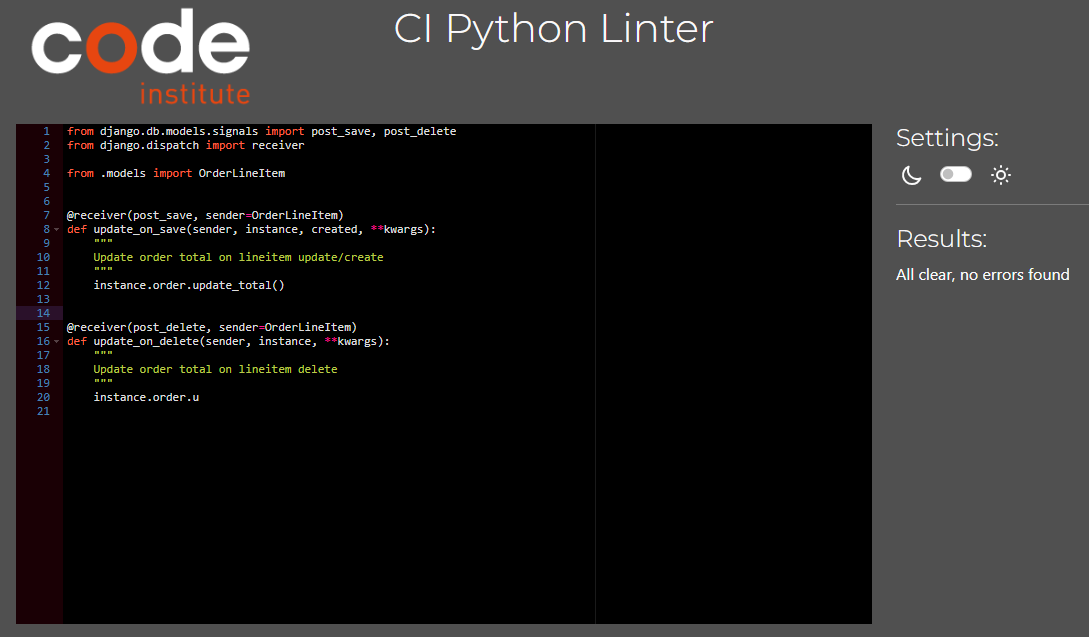 code
institute
CI Python Linter
1 from django.db.models.signals import post_save, post_delete
2 from django.dispatch import receiver
3
4 from .models import OrderLineItem
5
6
7 @receiver(post_save, sender=OrderLineItem)
8 def update_on_save(sender, instance, created, **kwargs):
9     """
10     Update order total on lineitem update/create
11     """
12     instance.order.update_total()
13
14
15 @receiver(post_delete, sender=OrderLineItem)
16 def update_on_delete(sender, instance, **kwargs):
17     """
18     Update order total on lineitem delete
19     """
20     instance.order.u
21
Settings:
Results:
All clear, no errors found